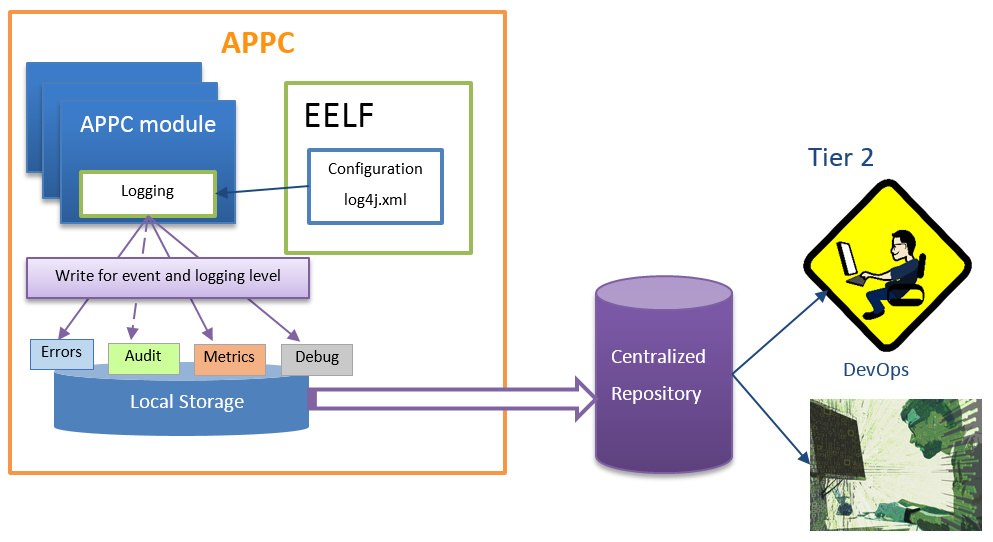 APPC
APPC module
Logging
EELF
Configuration
log4j.xml
Write for event and logging level
Errors
Audit
Metrics
Debug
Local Storage
Centralized
Repository
Tier 2
DevOps